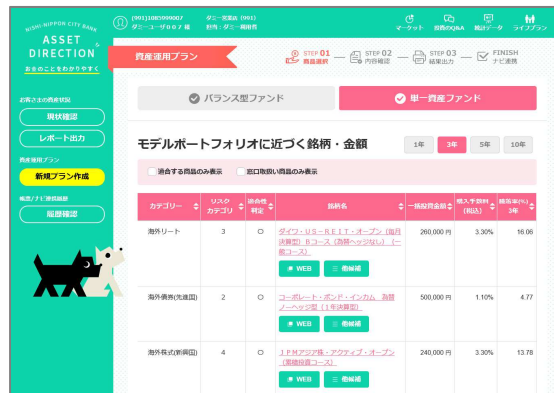 NISHI-NIPPON CITY BANK
ASSET
DIRECTION
お金のことをわかりやすく
(991)1085999007
ダミーユーザ００７ 様
ダミー営業店 (991)
担当：ダミー利用者
マーケット
投資のQ&A
統計データ
ライフプラン
資産運用プラン
STEP 01
商品選択
STEP 02
内容確認
STEP 03
結果出力
FINISH
ナビ連携
お客さまの資産状況
現状確認
レポート出力
資産運用プラン
新規プラン作成
帳票/ナビ連携履歴
履歴確認
バランス型ファンド
単一資産ファンド
モデルポートフォリオに近づく銘柄・金額
1年
3年
5年
10年
適合する商品のみ表示
窓口取扱い商品のみ表示
カテゴリー
リスク
カテゴリ
適合性
判定
銘柄名
一括投資金額
購入手数料
(税込)
騰落率(%)
3年
海外リート
3
○
ダイワ・ＵＳ－ＲＥＩＴ・オープン（毎月
決算型）Ｂコース（為替ヘッジなし）（一
般コース）
260,000 円
3.30%
16.06
WEB
他候補
海外債券(先進国)
2
○
コーポレート・ボンド・インカム　為替
ノーヘッジ型（１年決算型）
500,000 円
1.10%
4.77
WEB
他候補
海外株式(新興国)
4
○
ＪＰＭアジア株・アクティブ・オープン
（累積投資コース）
240,000 円
3.30%
13.78
WEB
他候補